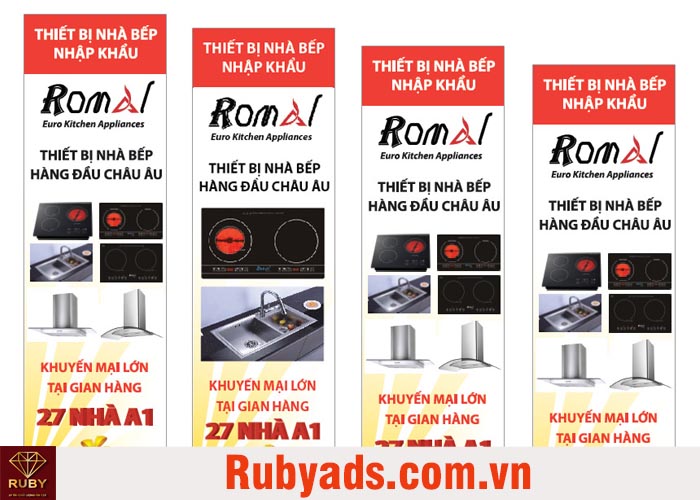 THIẾT BỊ NHÀ BẾP
NHẬP KHẨU
Romal
Euro Kitchen Appliances
THIẾT BỊ NHÀ BẾP
HÀNG ĐẦU CHÂU ÂU
KHUYẾN MẠI LỚN
TẠI GIAN HÀNG
27 NHÀ A1
THIẾT BỊ NHÀ BẾP
NHẬP KHẨU
Romal
Euro Kitchen Appliances
THIẾT BỊ NHÀ BẾP
HÀNG ĐẦU CHÂU ÂU
KHUYẾN MẠI LỚN
TẠI GIAN HÀNG
27 NHÀ A1
THIẾT BỊ NHÀ BẾP
NHẬP KHẨU
Romal
Euro Kitchen Appliances
THIẾT BỊ NHÀ BẾP
HÀNG ĐẦU CHÂU ÂU
KHUYẾN MẠI LỚN
TẠI GIAN HÀNG
27 NHÀ A1
THIẾT BỊ NHÀ BẾP
NHẬP KHẨU
Romal
Euro Kitchen Appliances
THIẾT BỊ NHÀ BẾP
HÀNG ĐẦU CHÂU ÂU
KHUYẾN MẠI LỚN
TẠI GIAN HÀNG
RUBY
Rubyads.com.vn